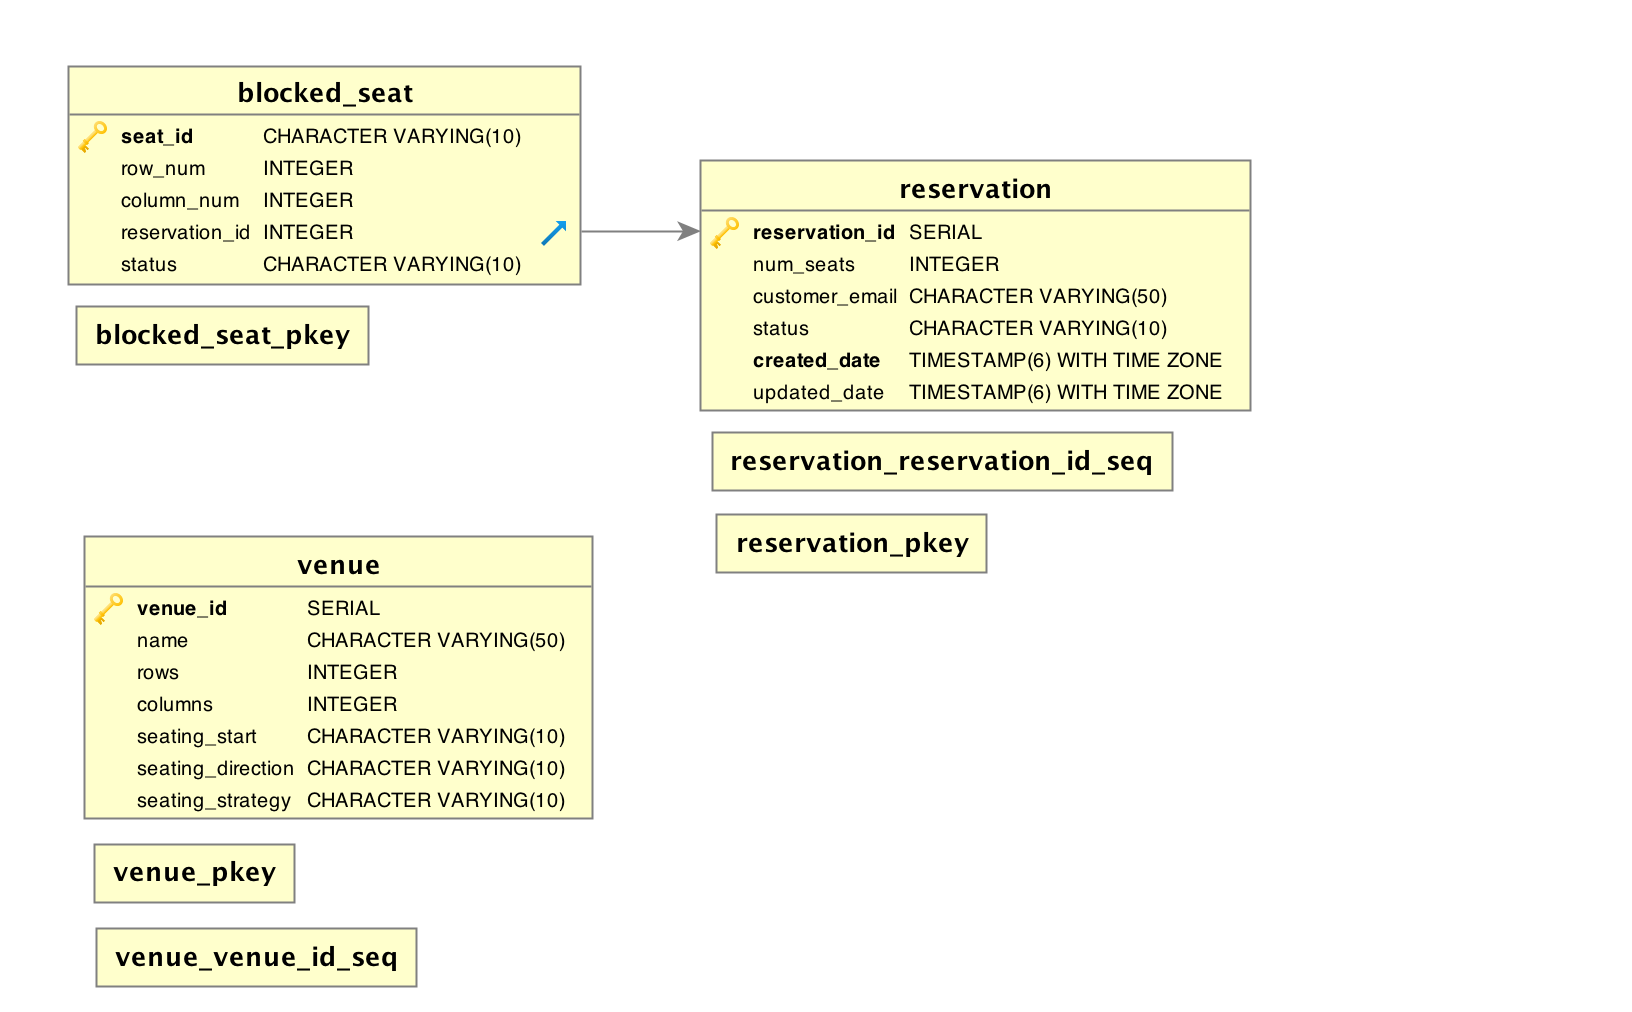 blocked_seat
seat_id CHARACTER VARYING(10)
row_num INTEGER
column_num INTEGER
reservation_id INTEGER
status CHARACTER VARYING(10)
blocked_seat_pkey
reservation
reservation_id SERIAL
num_seats INTEGER
customer_email CHARACTER VARYING(50)
status CHARACTER VARYING(10)
created_date TIMESTAMP(6) WITH TIME ZONE
updated_date TIMESTAMP(6) WITH TIME ZONE
reservation_reservation_id_seq
reservation_pkey
venue
venue_id SERIAL
name CHARACTER VARYING(50)
rows INTEGER
columns INTEGER
seating_start CHARACTER VARYING(10)
seating_direction CHARACTER VARYING(10)
seating_strategy CHARACTER VARYING(10)
venue_pkey
venue_venue_id_seq